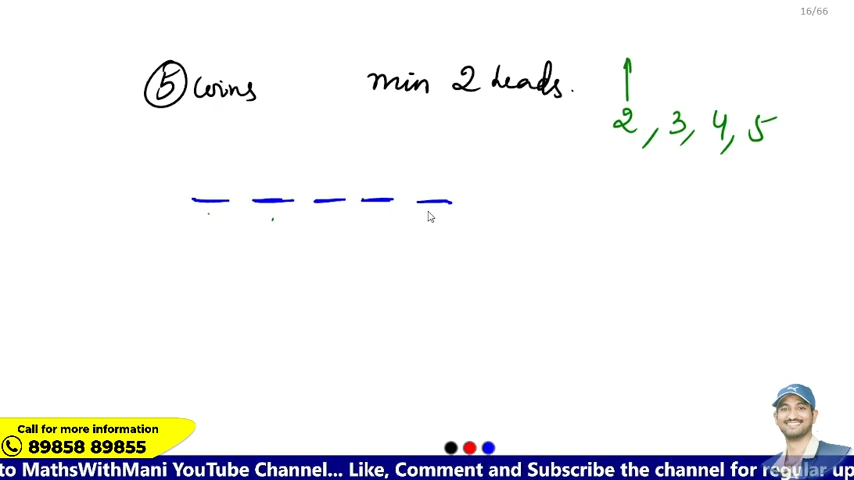 16/66
5 coins min 2 heads.
2, 3, 4, 5
Call for more information
89858 89855
to MathsWithMani YouTube Channel... Like, Comment and Subscribe the channel for regular up